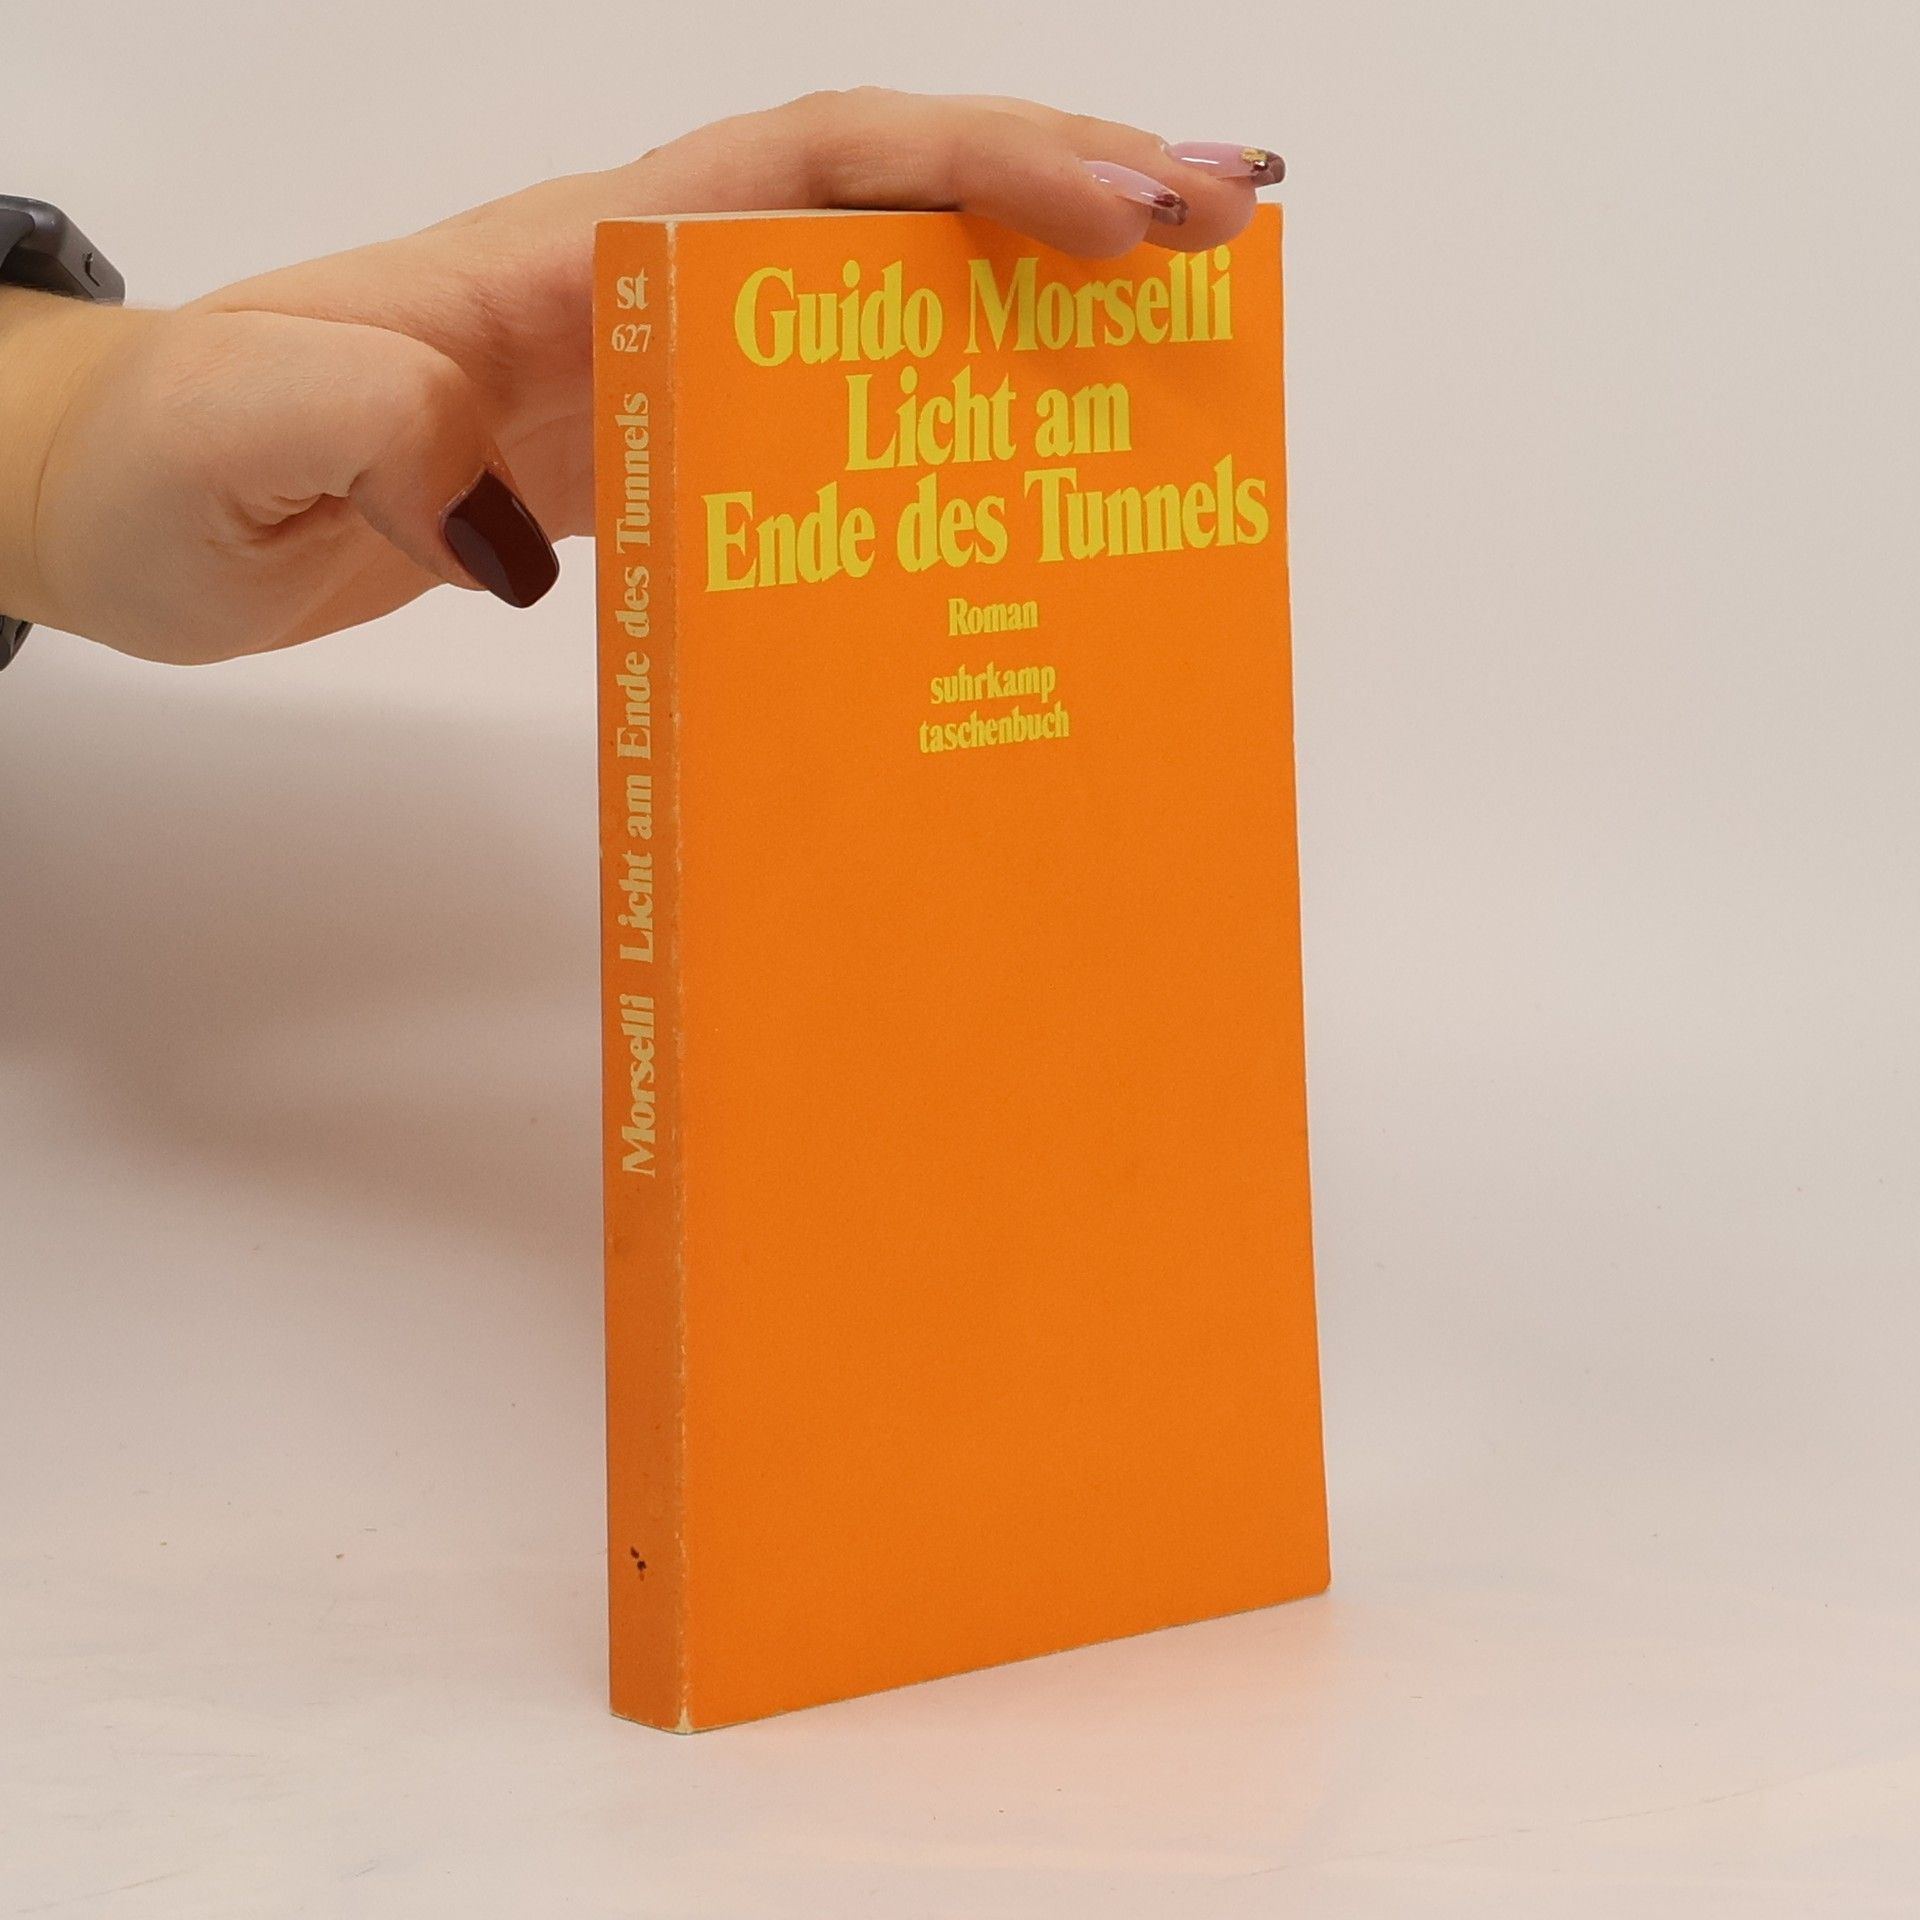 st
627
Morselli Licht am Ende des Tunnels
Guido Morselli
Licht am
Ende des Tunnels
Roman
suhrkamp
taschenbuch